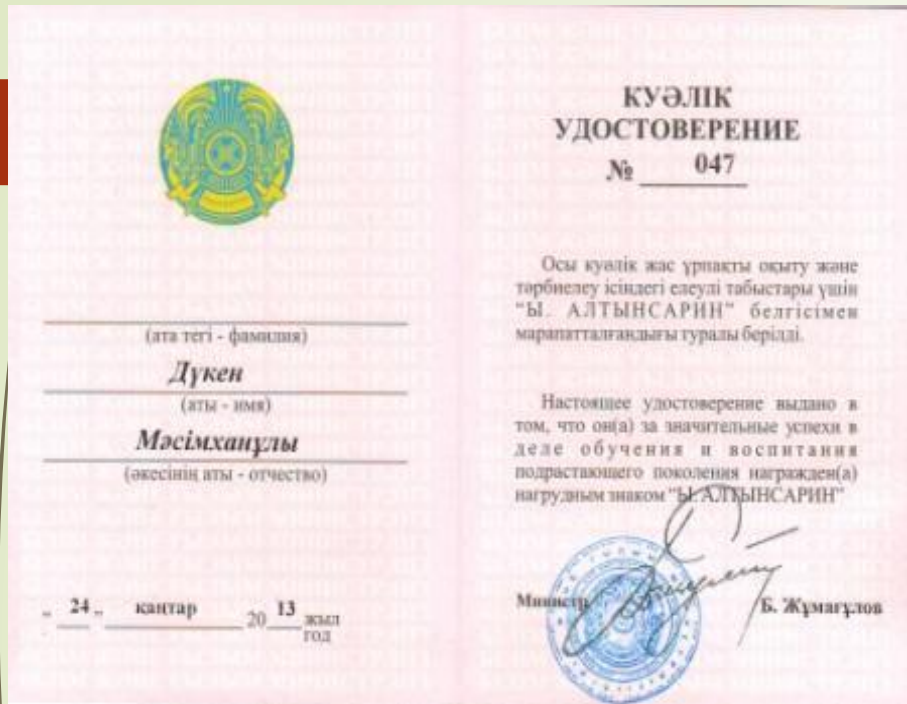 (ата тегі - фамилия)
Дүкен
(аты - имя)
Мәсімханұлы
(әкесінің аты - отчество)
„ 24 „ қаңтар 20 13 жыл
год
КУӘЛІК
УДОСТОВЕРЕНИЕ
№ 047
Осы куәлік жас ұрпақты оқыту және
тәрбиелеу ісіндегі елеулі табыстары үшін
"Ы. АЛТЫНСАРИН" белгісімен
марапатталғандығы туралы берілді.
Настоящее удостоверение выдано в
том, что он(а) за значительные успехи в
деле обучения и воспитания
подрастающего поколения награжден(а)
нагрудным знаком "Ы. АЛТЫНСАРИН"
Министр Б. Жұмағұлов